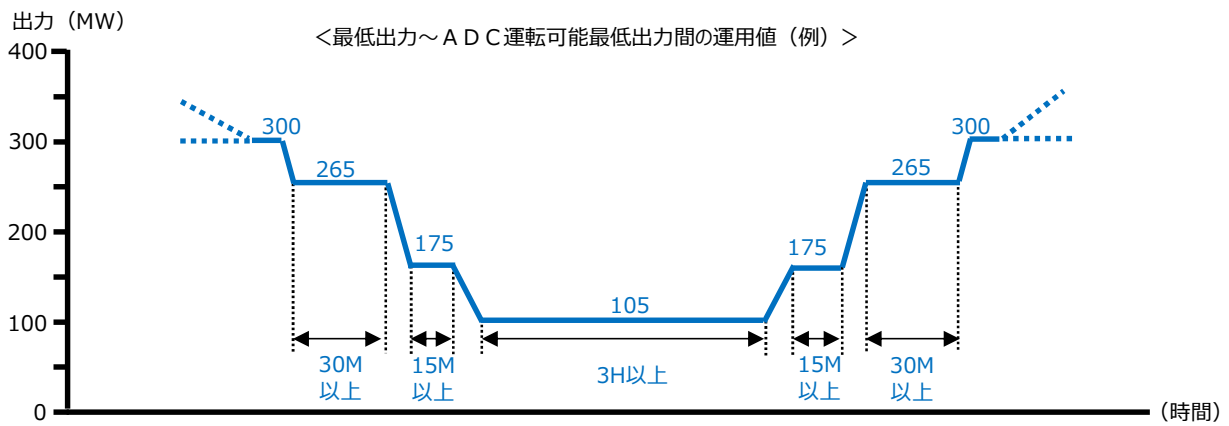 出力（MW）
＜最低出力～ＡＤＣ運転可能最低出力間の運用値（例）＞
400
300
200
100
0
300
265
175
105
175
265
300
30M
以上
15M
以上
3H以上
15M
以上
30M
以上
（時間）